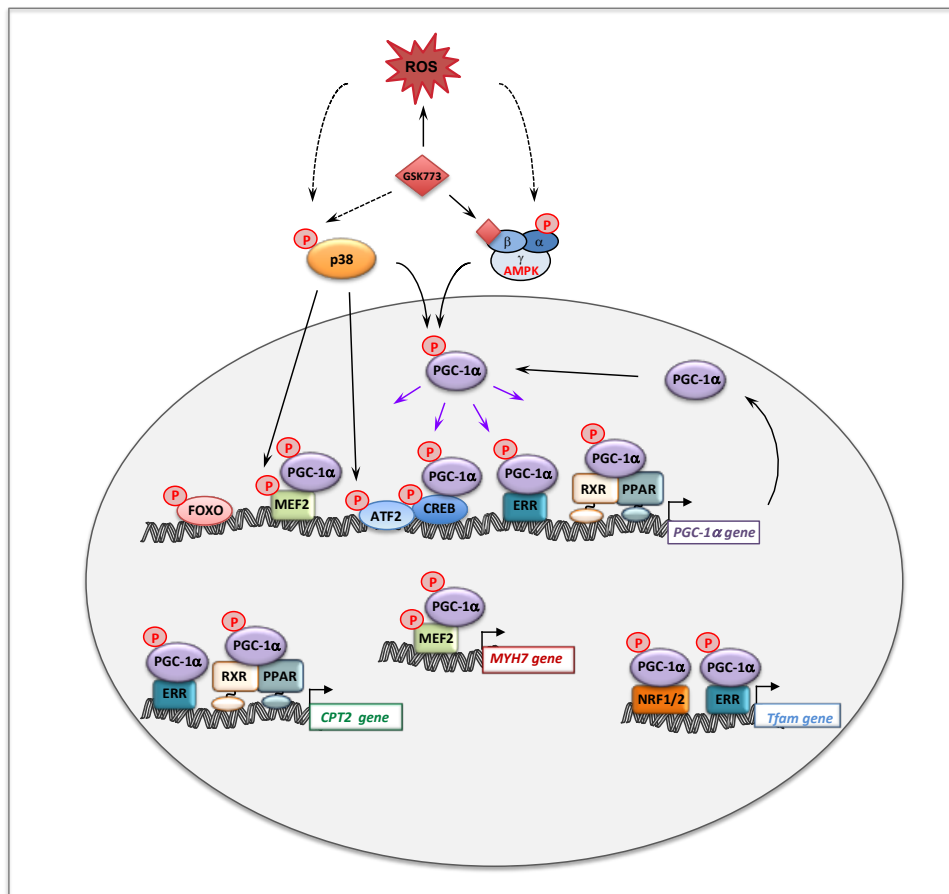 ROS
GSK773
P
P
β
α
p38
γ
AMPK
P
PGC-1α
PGC-1α
P
P
P
P
PGC-1α
PGC-1α
PGC-1α
PGC-1α
P
P
P
P
RXR
PPAR
FOXO
MEF2
ATF2
CREB
ERR
PGC-1α gene
P
PGC-1α
P
MEF2
MYH7 gene
P
P
PGC-1α
PGC-1α
ERR
RXR
PPAR
CPT2 gene
P
P
PGC-1α
PGC-1α
NRF1/2
ERR
Tfam gene